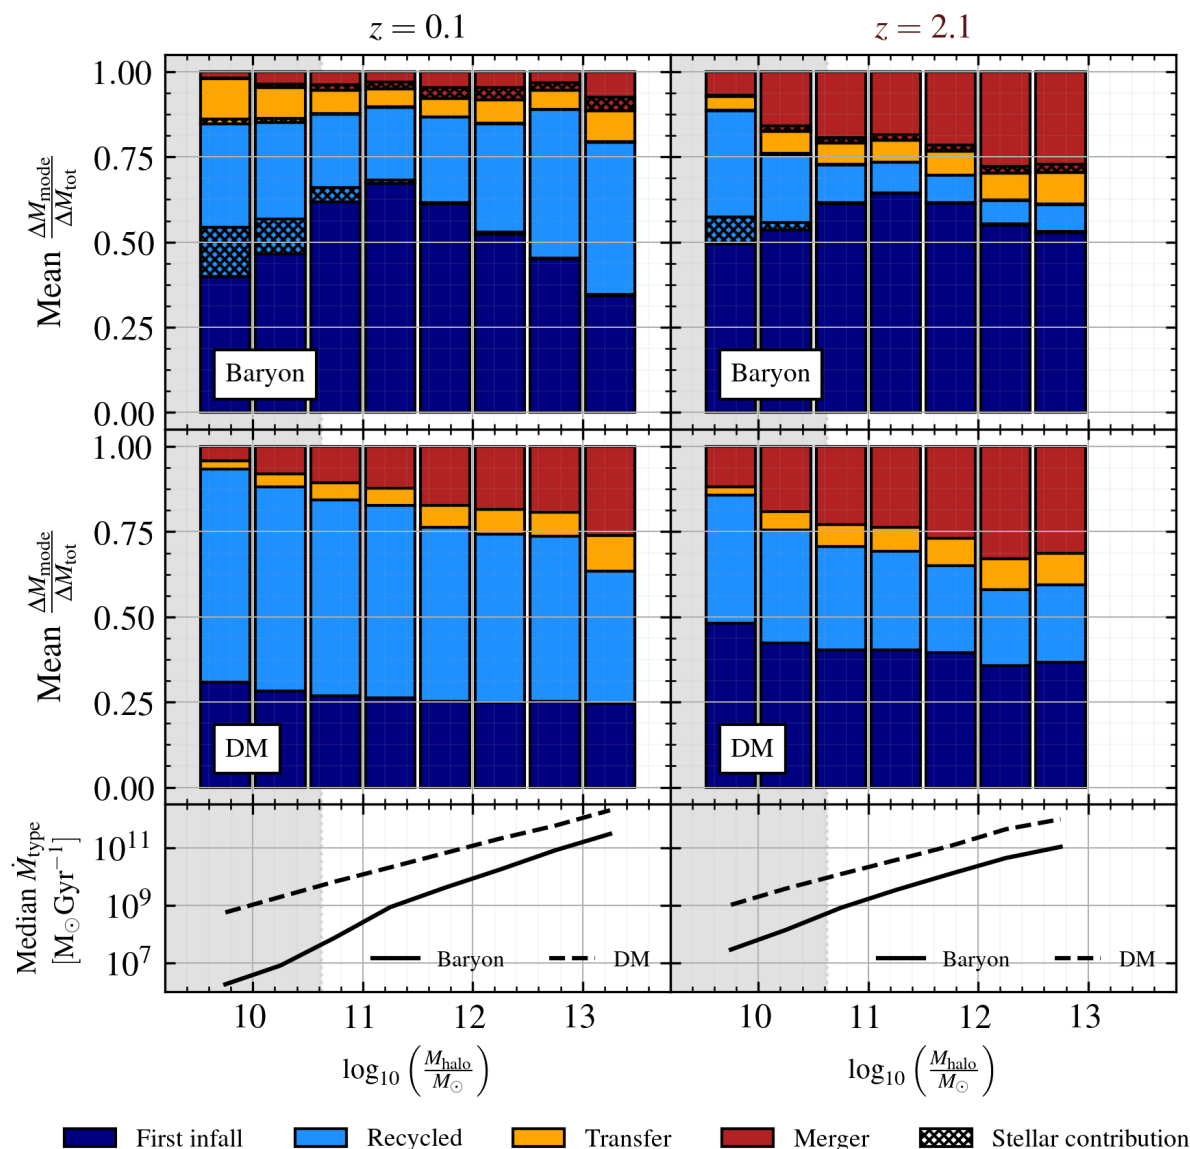 z = 0.1
z = 2.1
1.00
0.75
0.50
0.25
0.00
Mean ΔM_mode/ΔM_tot
Baryon
Baryon
1.00
0.75
0.50
0.25
0.00
Mean ΔM_mode/ΔM_tot
DM
DM
10^11
10^9
10^7
Median Ṁ_type
[M⊙Gyr⁻¹]
Baryon DM
Baryon DM
10 11 12 13
10 11 12 13
log₁₀ (M_halo/M⊙)
log₁₀ (M_halo/M⊙)
First infall Recycled Transfer Merger Stellar contribution